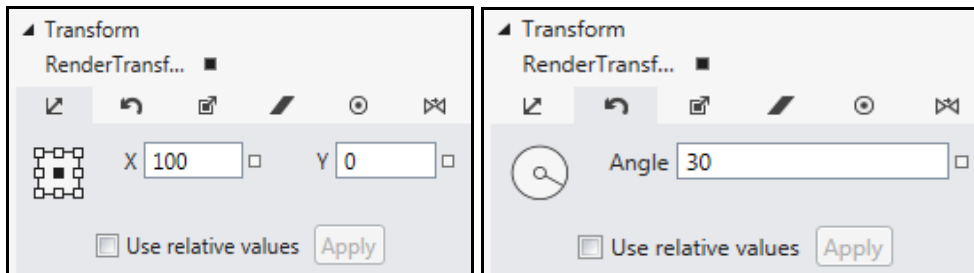 Transform
RenderTransf...
X 100 Y 0
Use relative values Apply
Transform
RenderTransf...
Angle 30
Use relative values Apply